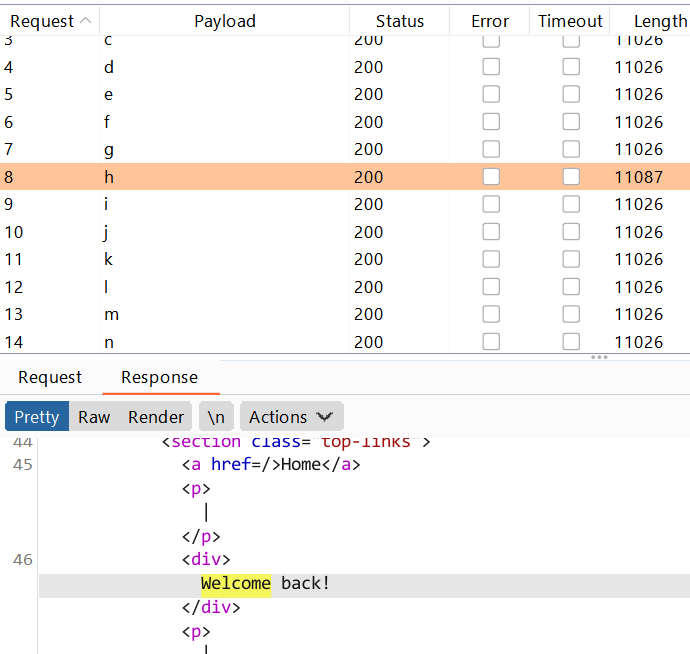 Request Payload Status Error Timeout Length
3 c 200 11026
4 d 200 11026
5 e 200 11026
6 f 200 11026
7 g 200 11026
8 h 200 11087
9 i 200 11026
10 j 200 11026
11 k 200 11026
12 l 200 11026
13 m 200 11026
14 n 200 11026
Request Response
Pretty Raw Render \n Actions
44 <section class="top-links">
45 <a href=/>Home</a>
<p>
|
</p>
46 <div>
Welcome back!
</div>
<p>
|